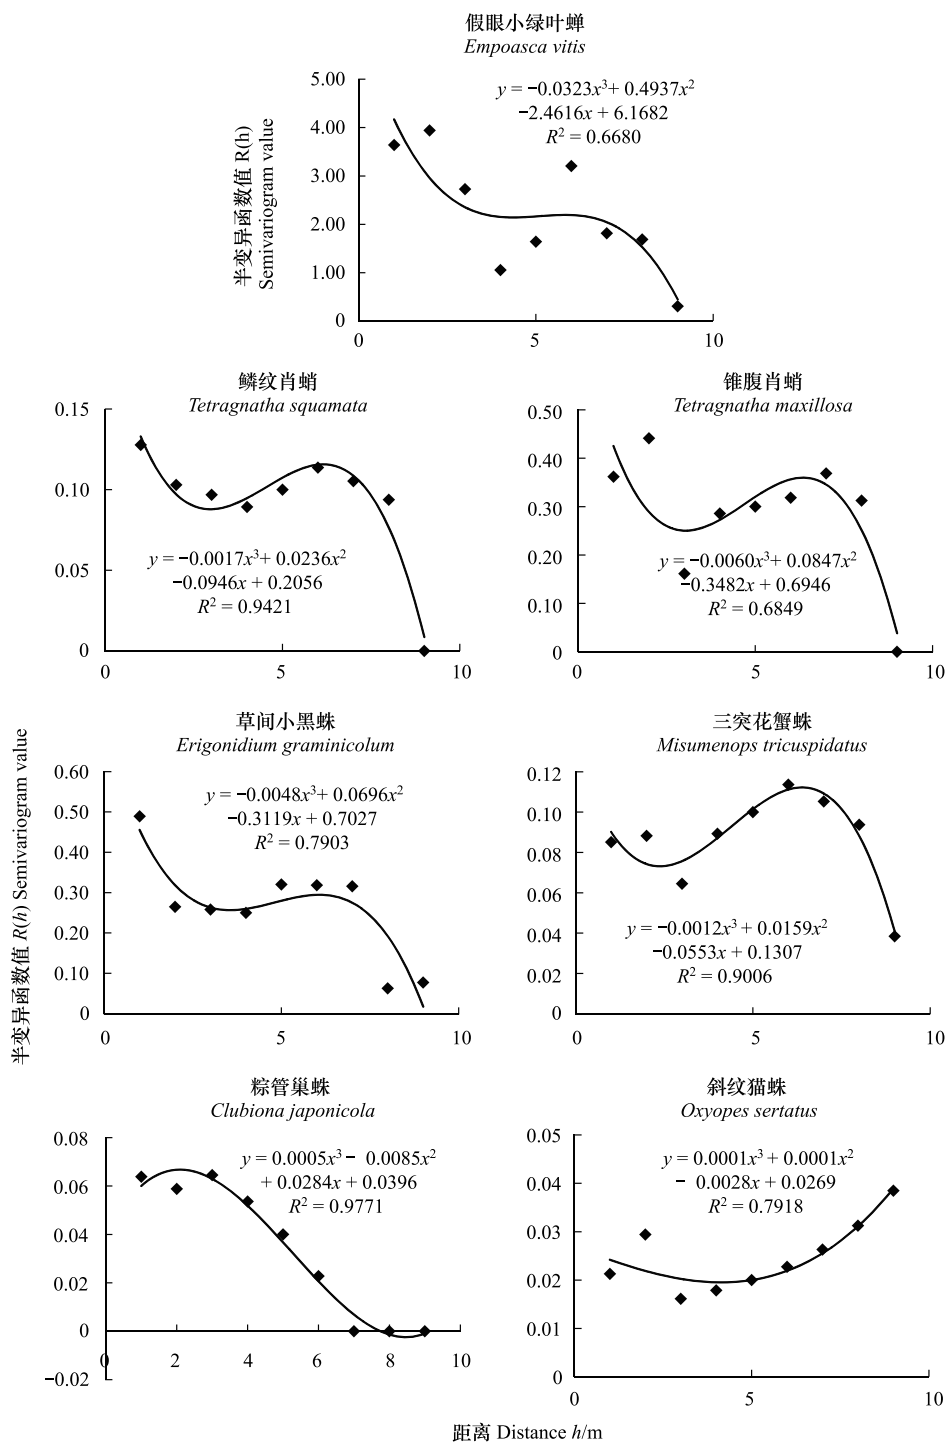 假眼小绿叶蝉
Empoasca vitis
半变异函数值 R(h)
Semivariogram value
5.00
4.00
3.00
2.00
1.00
0
y = −0.0323x³+ 0.4937x²
−2.4616x + 6.1682
R² = 0.6680
0 5 10
鳞纹肖蛸
Tetragnatha squamata
0.15
0.10
0.05
0
y = −0.0017x³+ 0.0236x²
−0.0946x + 0.2056
R² = 0.9421
0 5 10
锥腹肖蛸
Tetragnatha maxillosa
0.50
0.40
0.30
0.20
0.10
0
y = −0.0060x³+ 0.0847x²
−0.3482x + 0.6946
R² = 0.6849
0 5 10
半变异函数值 R(h) Semivariogram value
草间小黑蛛
Erigonidium graminicolum
0.60
0.50
0.40
0.30
0.20
0.10
0
y = −0.0048x³+ 0.0696x²
−0.3119x + 0.7027
R² = 0.7903
0 5 10
三突花蟹蛛
Misumenops tricuspidatus
0.12
0.10
0.08
0.06
0.04
0.02
0
y = −0.0012x³ + 0.0159x²
−0.0553x + 0.1307
R² = 0.9006
0 5 10
粽管巢蛛
Clubiona japonicola
0.08
0.06
0.04
0.02
0
−0.02
y = 0.0005x³ − 0.0085x²
+ 0.0284x + 0.0396
R² = 0.9771
0 2 4 6 8 10
斜纹猫蛛
Oxyopes sertatus
0.05
0.04
0.03
0.02
0.01
0
y = 0.0001x³ + 0.0001x²
− 0.0028x + 0.0269
R² = 0.7918
0 5 10
距离 Distance h/m